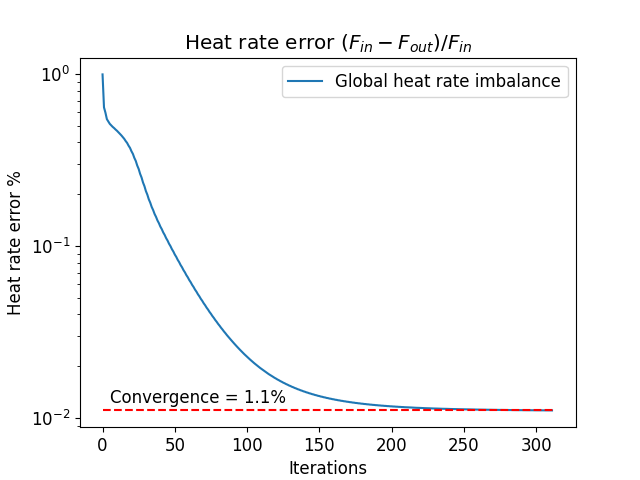 Heat rate error (F_in − F_out)/F_in
Global heat rate imbalance
Heat rate error %
10^0
10^−1
10^−2
Convergence = 1.1%
0 50 100 150 200 250 300
Iterations